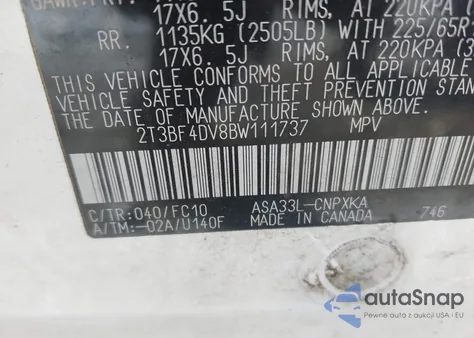 17X6. 5J RIMS, AT 220KPA
RR. 1135KG (2505LB) WITH 225/65R
17X6. 5J RIMS, AT 220KPA
THIS VEHICLE CONFORMS TO ALL APPLICABLE
VEHICLE SAFETY AND THEFT PREVENTION STAN
THE DATE OF MANUFACTURE SHOWN ABOVE.
2T3BF4DV8BW111737 MPV
C/TR: 040/FC10 ASA33L-CNPXKA 746
A/TM:-02A/U140F MADE IN CANADA
autoSnap
Pewne auta z aukcji USA i EU